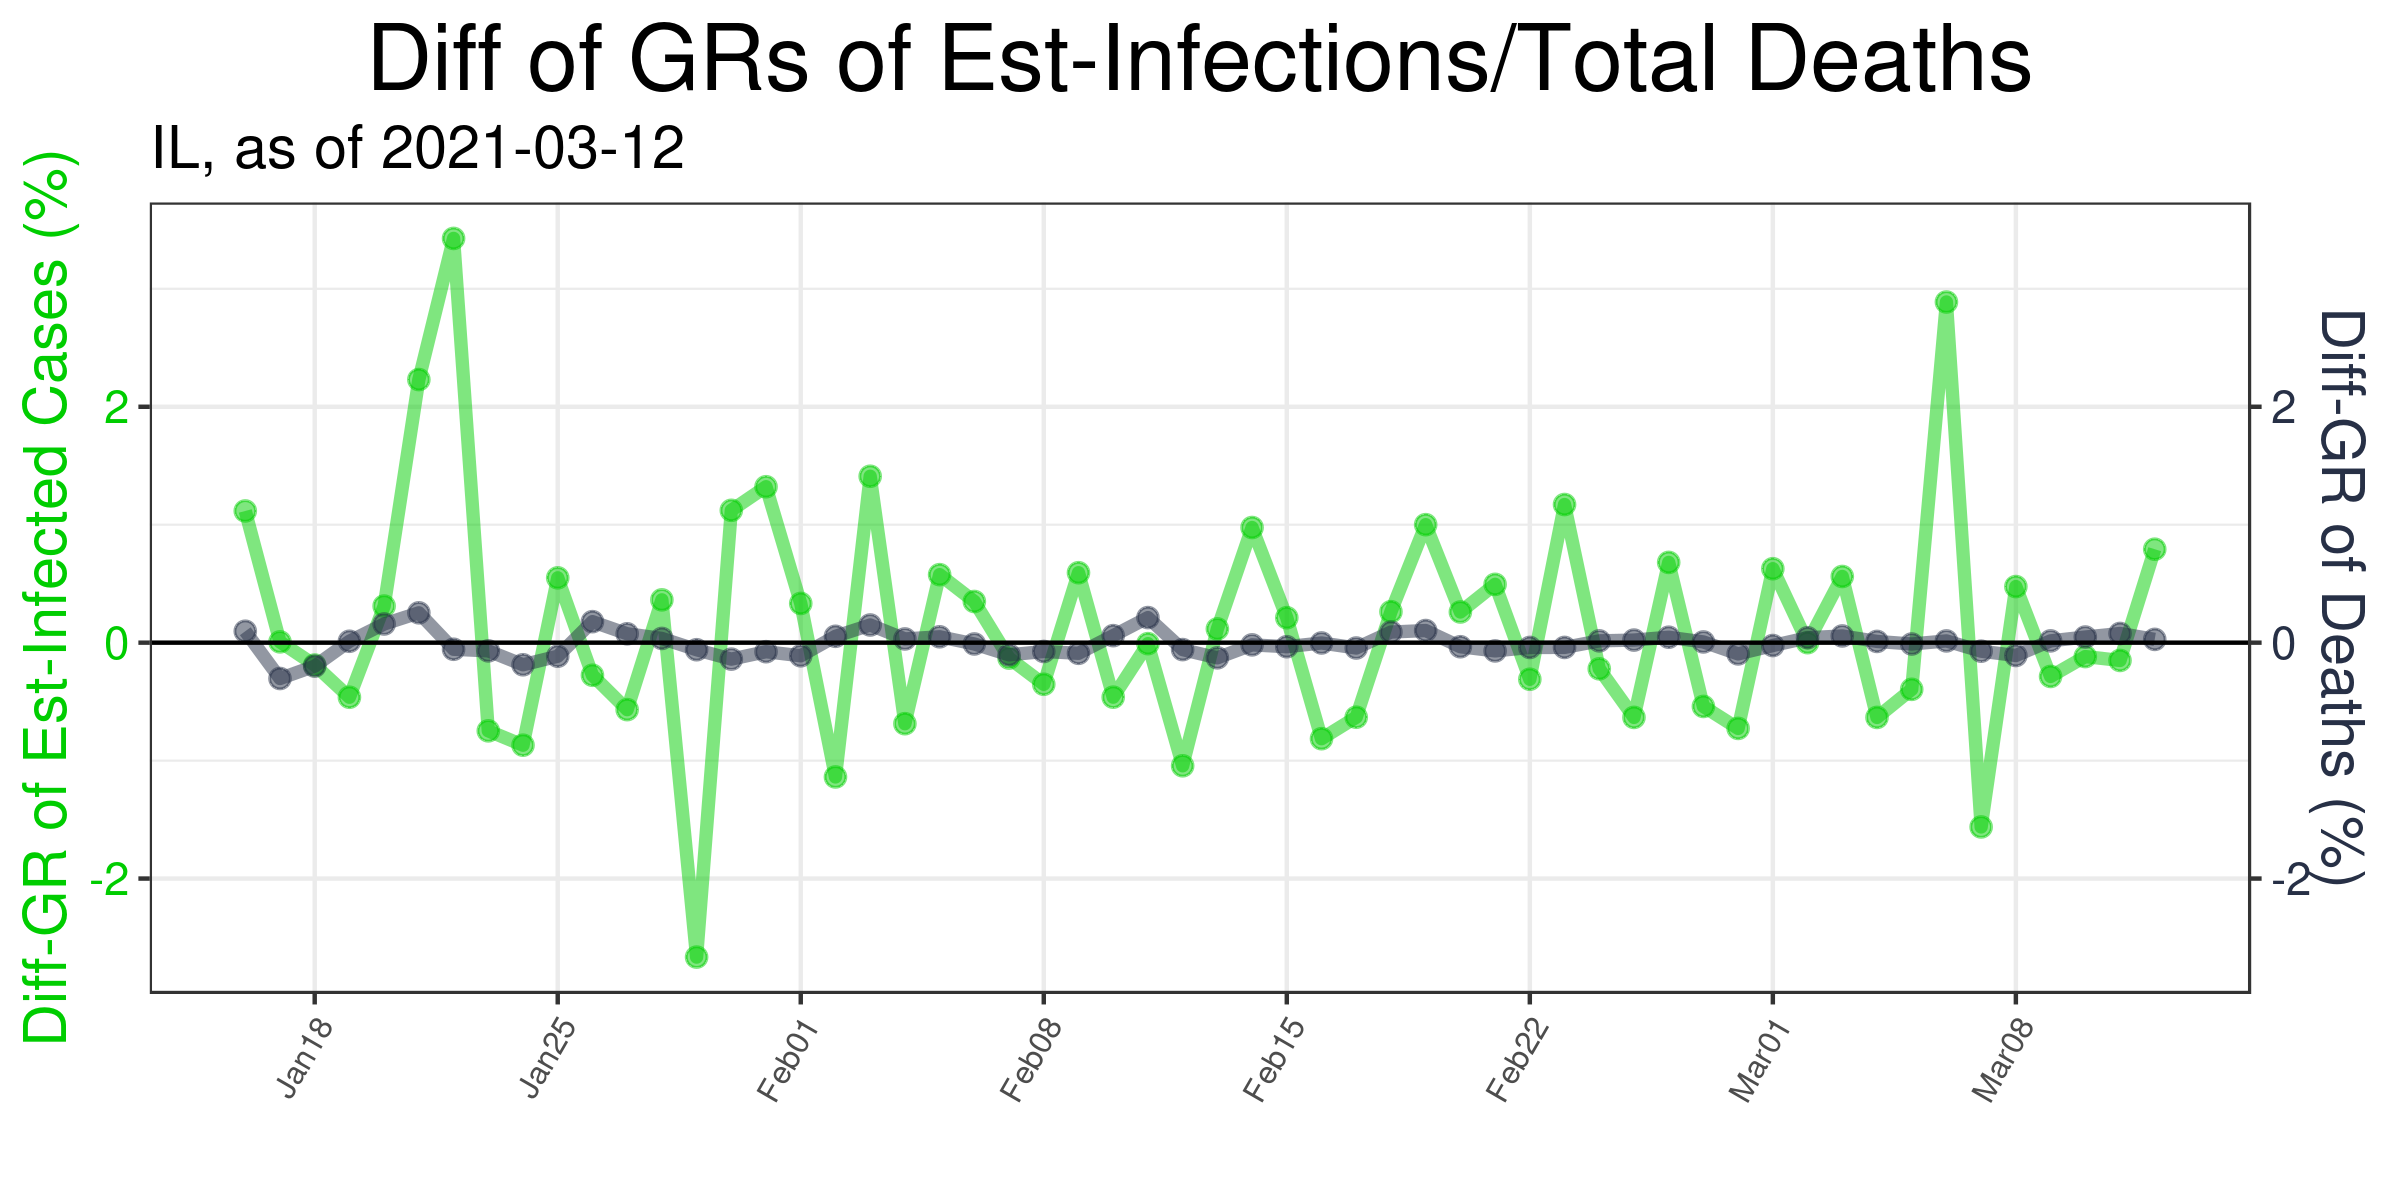 Diff of GRs of Est-Infections/Total Deaths
IL, as of 2021-03-12
Diff-GR of Est-Infected Cases (%)
2
0
-2
2
0
-2
Diff-GR of Deaths (%)
Jan18
Jan25
Feb01
Feb08
Feb15
Feb22
Mar01
Mar08